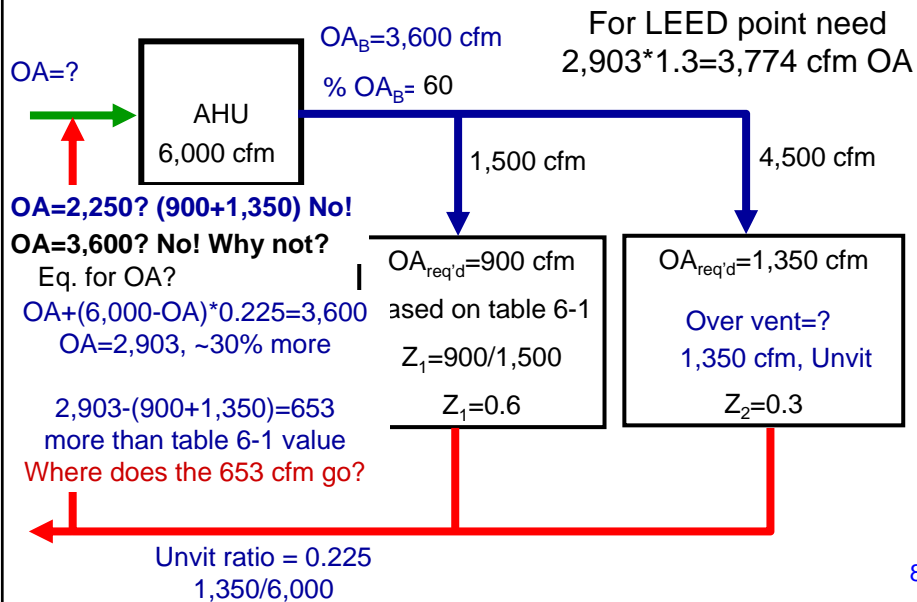 For LEED point need
2,903*1.3=3,774 cfm OA
OA=?
AHU
6,000 cfm
OA_B=3,600 cfm
% OA_B= 60
1,500 cfm
4,500 cfm
OA=2,250? (900+1,350) No!
OA=3,600? No! Why not?
Eq. for OA?
OA+(6,000-OA)*0.225=3,600
OA=2,903, ~30% more
2,903-(900+1,350)=653
more than table 6-1 value
Where does the 653 cfm go?
OA_req'd=900 cfm
ased on table 6-1
Z_1=900/1,500
Z_1=0.6
OA_req'd=1,350 cfm
Over vent=?
1,350 cfm, Unvit
Z_2=0.3
Unvit ratio = 0.225
1,350/6,000
8